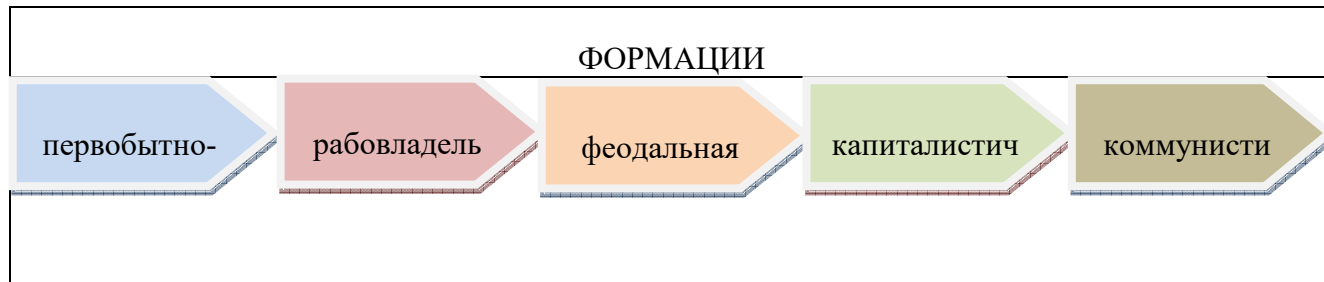 ФОРМАЦИИ
первобытно-
рабовладель
феодальная
капиталистич
коммунисти